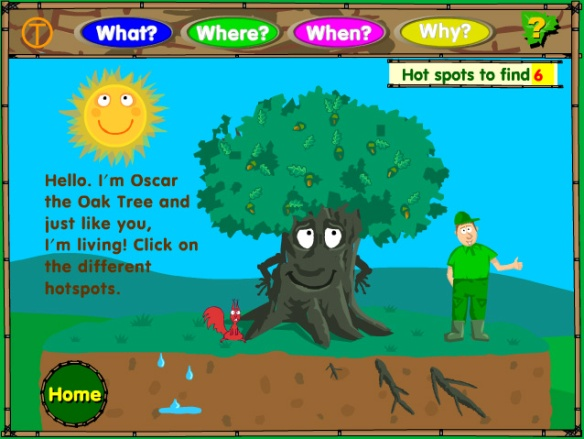 T
What?
Where?
When?
Why?
?
Hot spots to find 6
Hello. I'm Oscar
the Oak Tree and
just like you,
I'm living! Click on
the different
hotspots.
Home